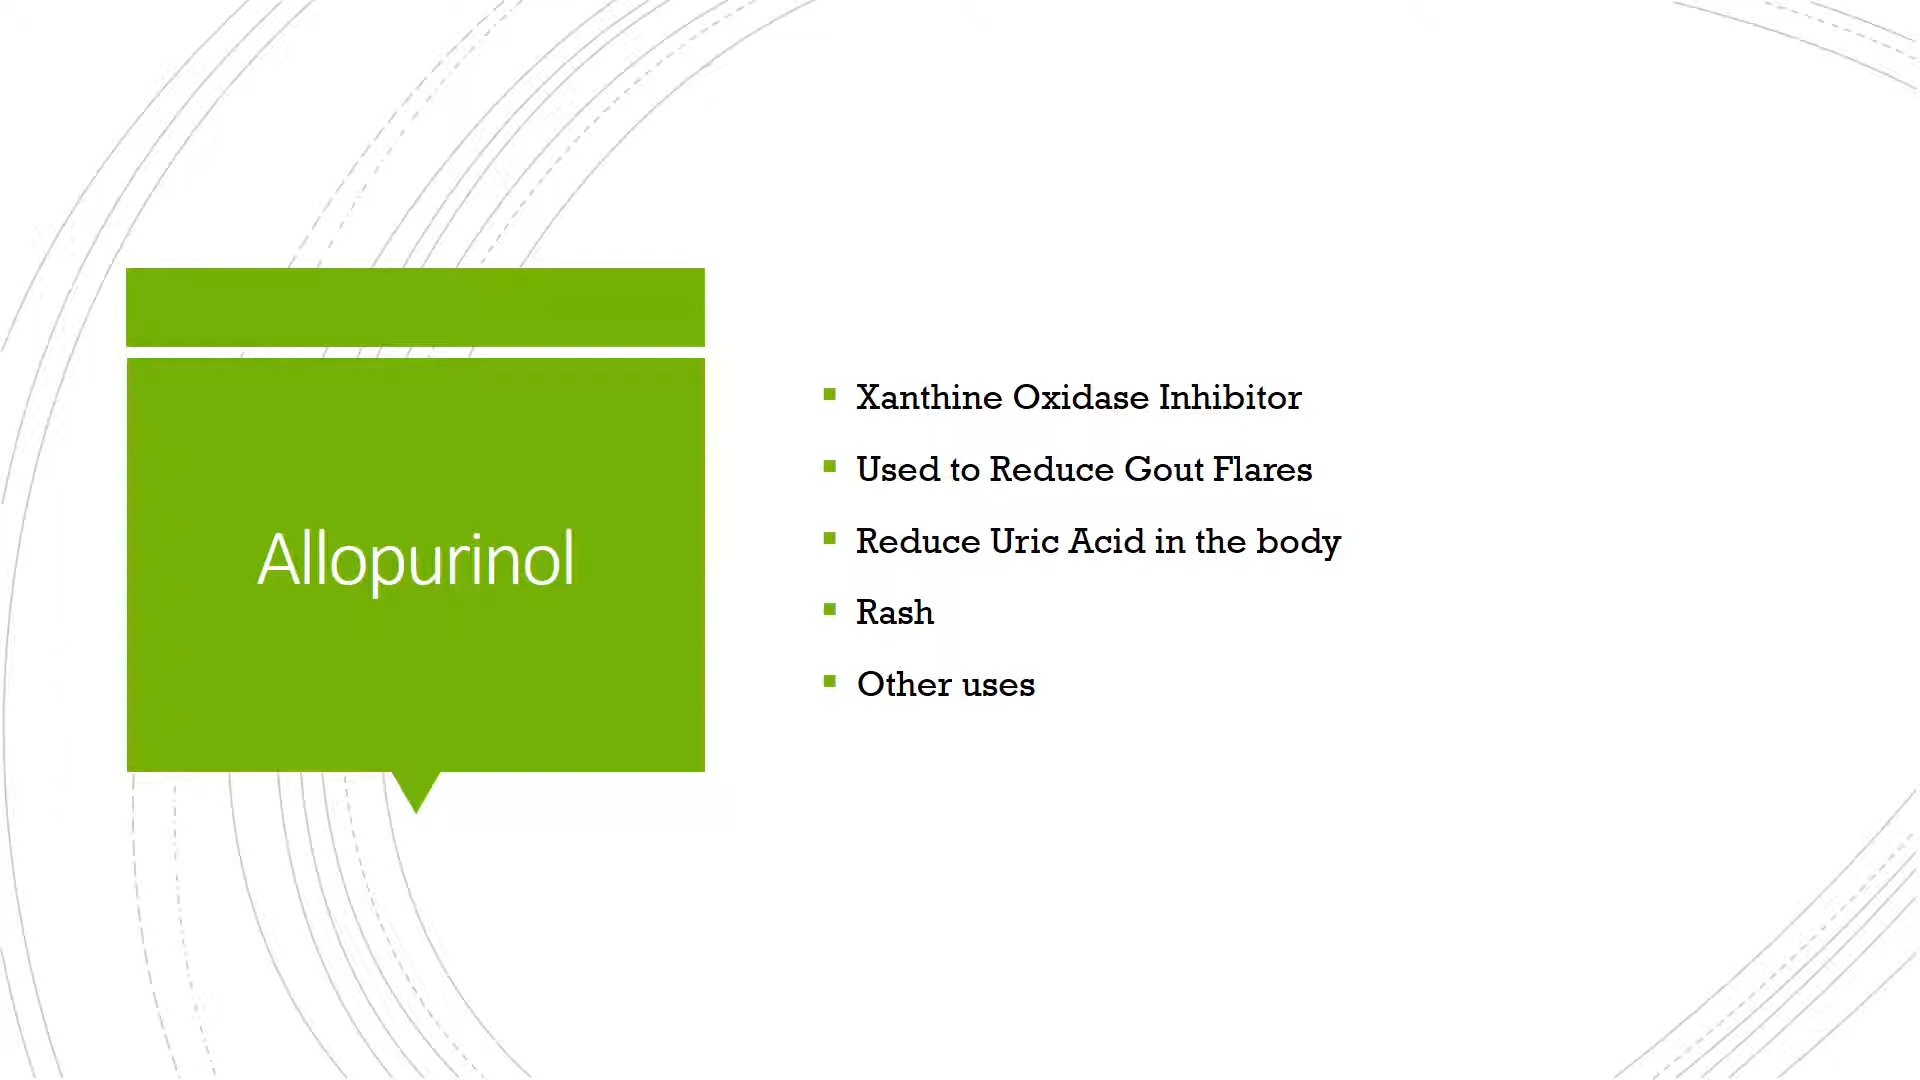 Allopurinol
Xanthine Oxidase Inhibitor
Used to Reduce Gout Flares
Reduce Uric Acid in the body
Rash
Other uses